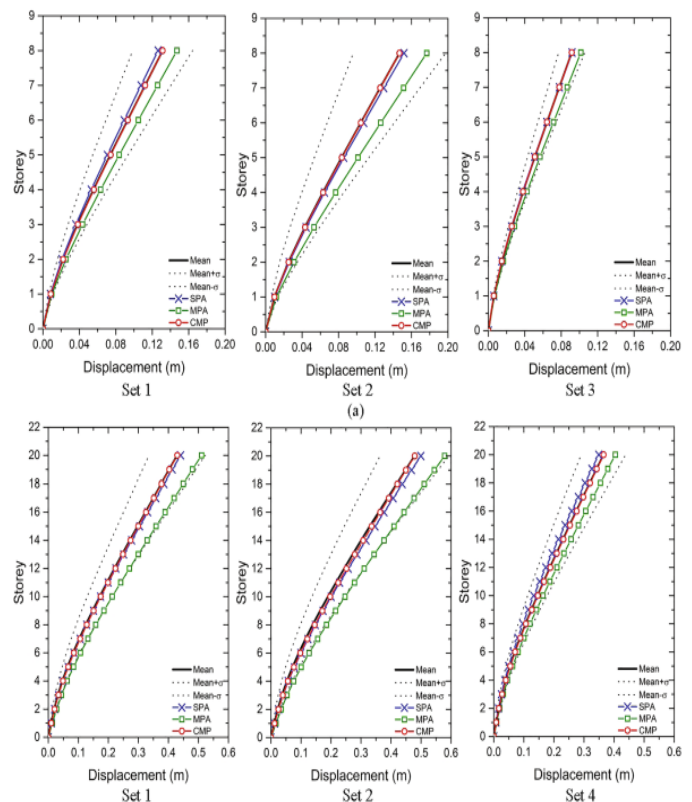 9
8
7
6
5
4
3
2
1
0
Storey
Mean
Mean+σ
Mean-σ
SPA
MPA
CMP
0.00 0.04 0.08 0.12 0.16 0.20
Displacement (m)
Set 1
9
8
7
6
5
4
3
2
1
0
Storey
Mean
Mean+σ
Mean-σ
SPA
MPA
CMP
0.00 0.04 0.08 0.12 0.16 0.20
Displacement (m)
Set 2
9
8
7
6
5
4
3
2
1
0
Storey
Mean
Mean+σ
Mean-σ
SPA
MPA
CMP
0.00 0.04 0.08 0.12 0.16 0.20
Displacement (m)
Set 3
(a)
22
20
18
16
14
12
10
8
6
4
2
0
Storey
Mean
Mean+σ
Mean-σ
SPA
MPA
CMP
0.0 0.1 0.2 0.3 0.4 0.5 0.6
Displacement (m)
Set 1
22
20
18
16
14
12
10
8
6
4
2
0
Storey
Mean
Mean+σ
Mean-σ
SPA
MPA
CMP
0.0 0.1 0.2 0.3 0.4 0.5 0.6
Displacement (m)
Set 2
22
20
18
16
14
12
10
8
6
4
2
0
Storey
Mean
Mean+σ
Mean-σ
SPA
MPA
CMP
0.0 0.1 0.2 0.3 0.4 0.5 0.6
Displacement (m)
Set 4